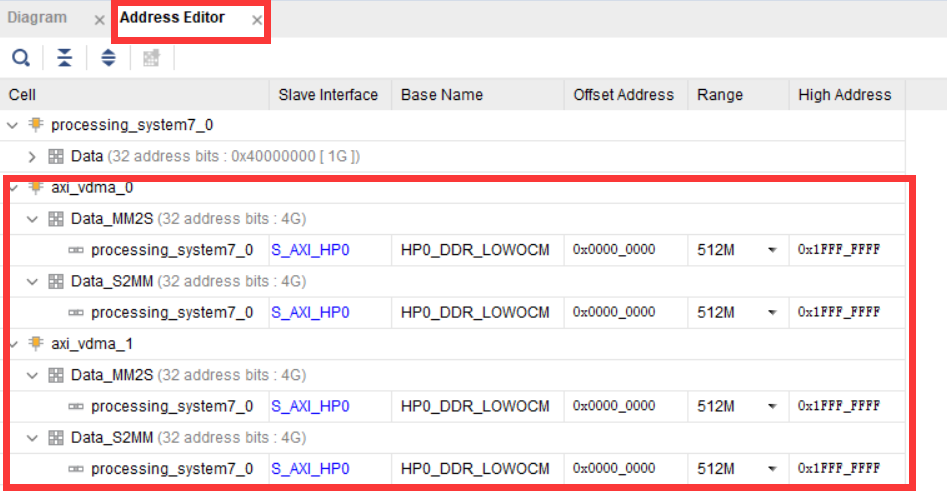 Diagram Address Editor
Cell Slave Interface Base Name Offset Address Range High Address
processing_system7_0
Data (32 address bits : 0x40000000 [ 1G ])
axi_vdma_0
Data_MM2S (32 address bits : 4G)
processing_system7_0 S_AXI_HP0 HP0_DDR_LOWOCM 0x0000_0000 512M 0x1FFF_FFFF
Data_S2MM (32 address bits : 4G)
processing_system7_0 S_AXI_HP0 HP0_DDR_LOWOCM 0x0000_0000 512M 0x1FFF_FFFF
axi_vdma_1
Data_MM2S (32 address bits : 4G)
processing_system7_0 S_AXI_HP0 HP0_DDR_LOWOCM 0x0000_0000 512M 0x1FFF_FFFF
Data_S2MM (32 address bits : 4G)
processing_system7_0 S_AXI_HP0 HP0_DDR_LOWOCM 0x0000_0000 512M 0x1FFF_FFFF